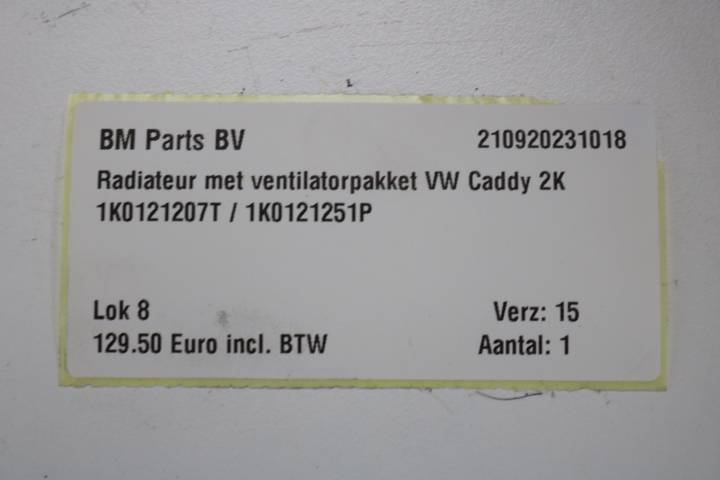 BM Parts BV 210920231018
Radiateur met ventilatorpakket VW Caddy 2K
1K0121207T / 1K0121251P
Lok 8 Verz: 15
129.50 Euro incl. BTW Aantal: 1